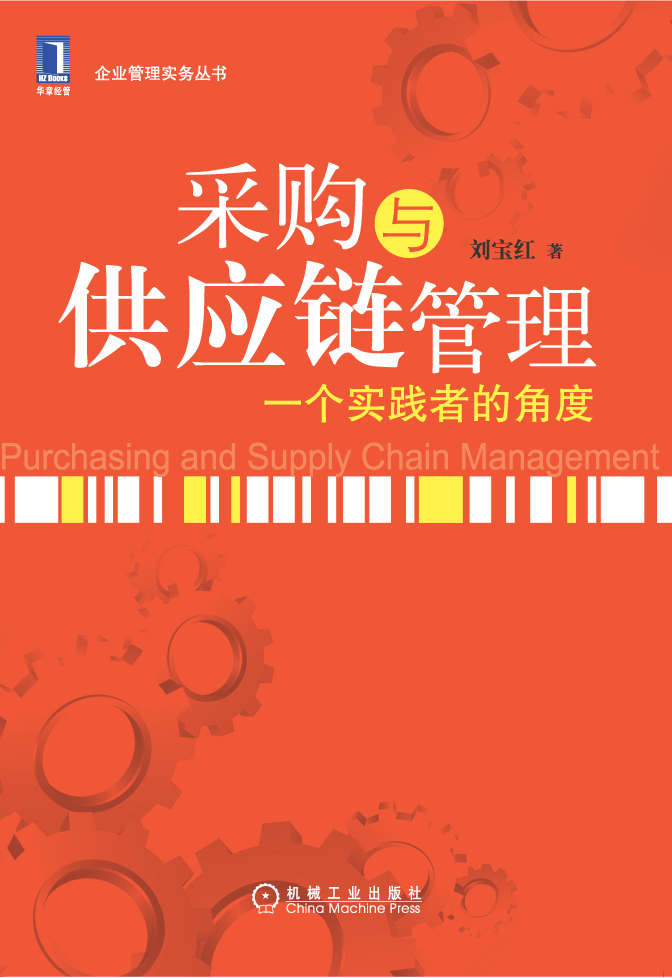 HZ Books
华章经管
企业管理实务丛书
采购与
刘宝红 著
供应链管理
一个实践者的角度
Purchasing and Supply Chain Management
机械工业出版社
China Machine Press